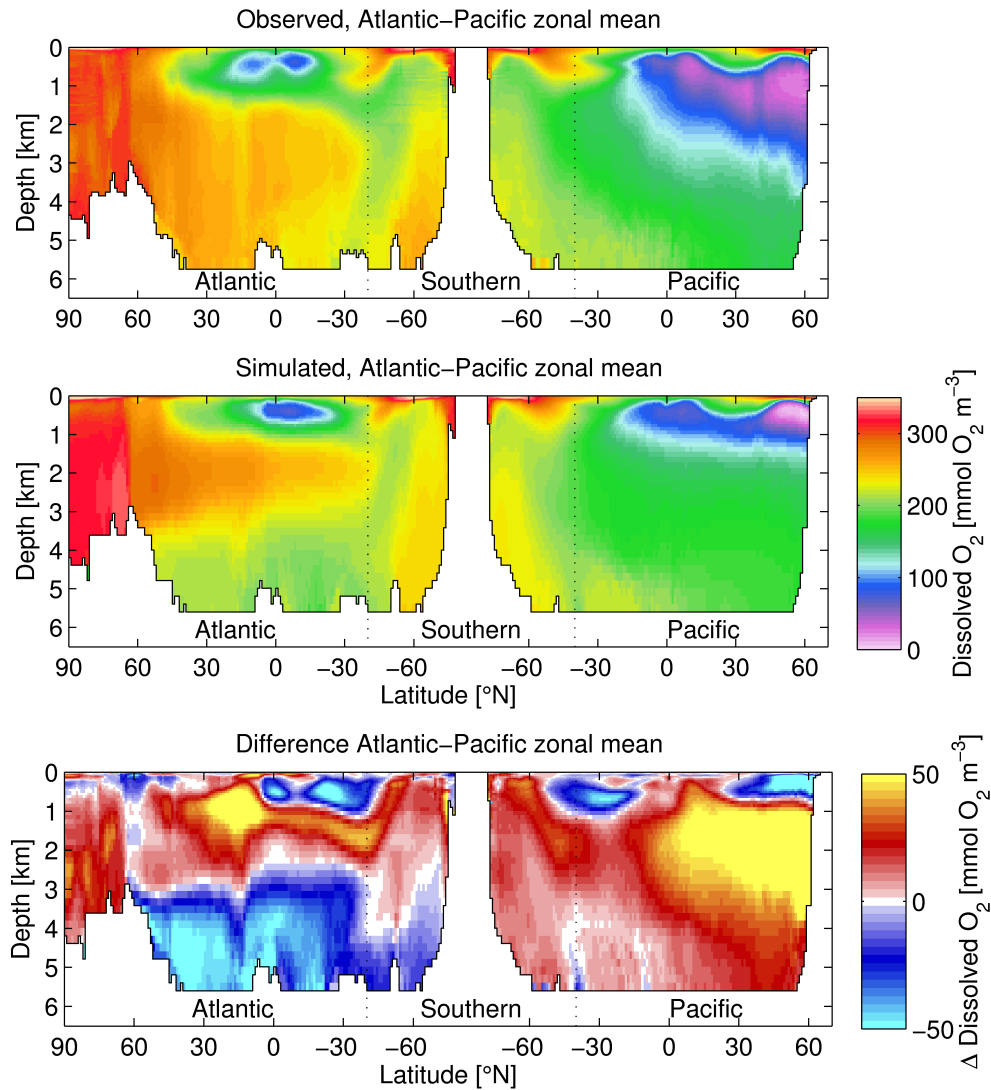 Observed, Atlantic−Pacific zonal mean
0
1
2
3
4
5
6
Depth [km]
Atlantic
Southern
Pacific
90 60 30 0 −30 −60 −60 −30 0 30 60
Simulated, Atlantic−Pacific zonal mean
0
1
2
3
4
5
6
Depth [km]
Atlantic
Southern
Pacific
90 60 30 0 −30 −60 −60 −30 0 30 60
Latitude [°N]
300
200
100
0
Dissolved O2 [mmol O2 m−3]
Difference Atlantic−Pacific zonal mean
0
1
2
3
4
5
6
Depth [km]
Atlantic
Southern
Pacific
90 60 30 0 −30 −60 −60 −30 0 30 60
Latitude [°N]
50
0
−50
Δ Dissolved O2 [mmol O2 m−3]